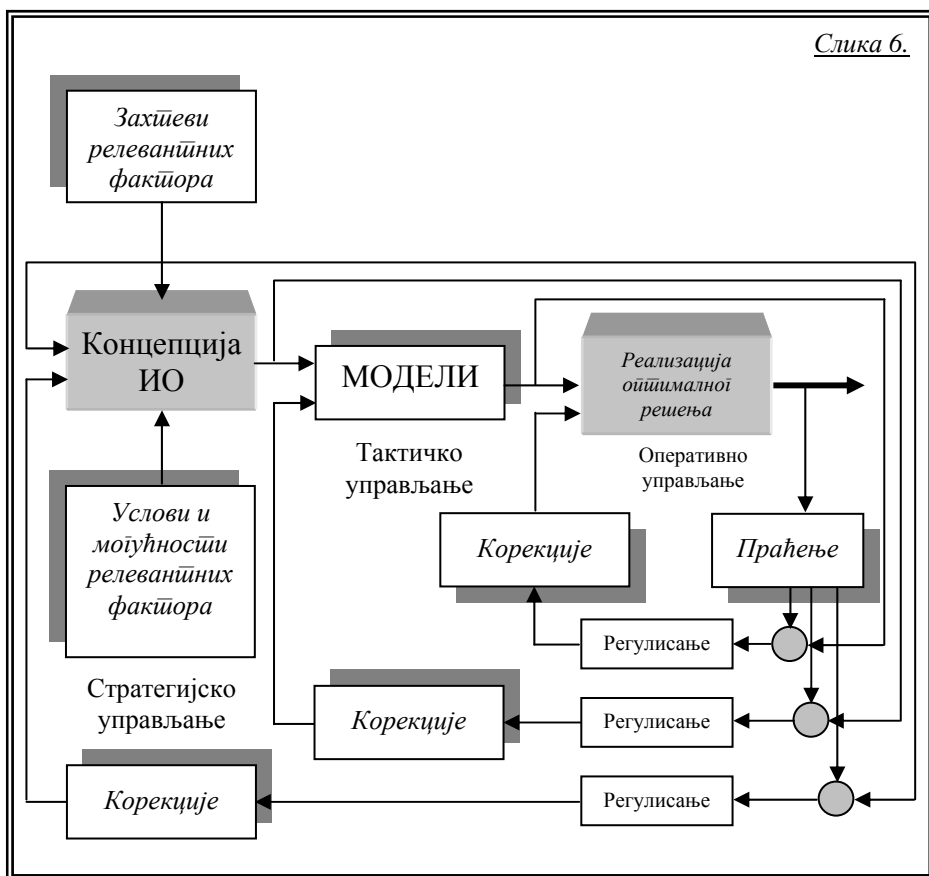 Слика 6.
Захтеви
релевантних
фактора
Концепција
ИО
МОДЕЛИ
Реализација
оптималног
решења
Тактичко
управљање
Оперативно
управљање
Услови и
могућности
релевантних
фактора
Корекције
Праћење
Регулисање
Стратегијско
управљање
Корекције
Регулисање
Корекције
Регулисање